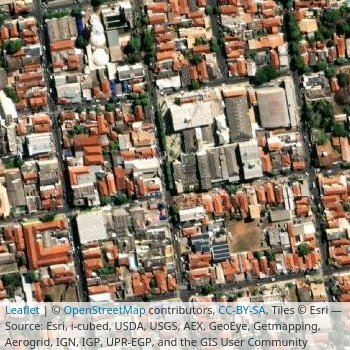 Leaflet | © OpenStreetMap contributors, CC-BY-SA, Tiles © Esri —
Source: Esri, i-cubed, USDA, USGS, AEX, GeoEye, Getmapping,
Aerogrid, IGN, IGP, UPR-EGP, and the GIS User Community